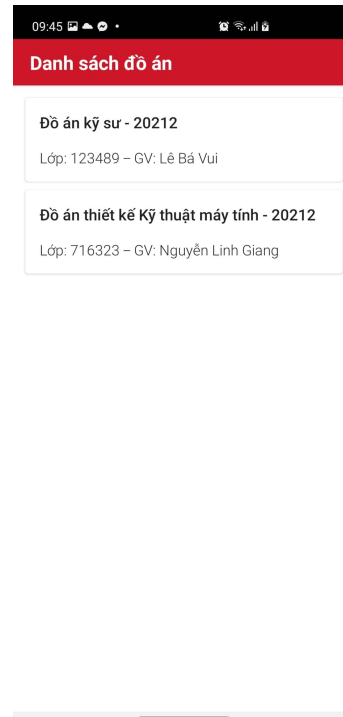 09:45
Danh sách đồ án
Đồ án kỹ sư - 20212
Lớp: 123489 – GV: Lê Bá Vui
Đồ án thiết kế Kỹ thuật máy tính - 20212
Lớp: 716323 – GV: Nguyễn Linh Giang